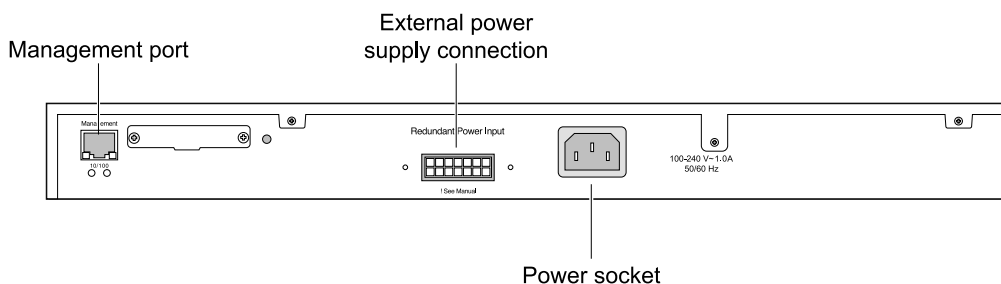 External power
supply connection
Management port
Management
Redundant Power Input
10/100
100-240 V~1.0A
50/60 Hz
! See Manual
Power socket